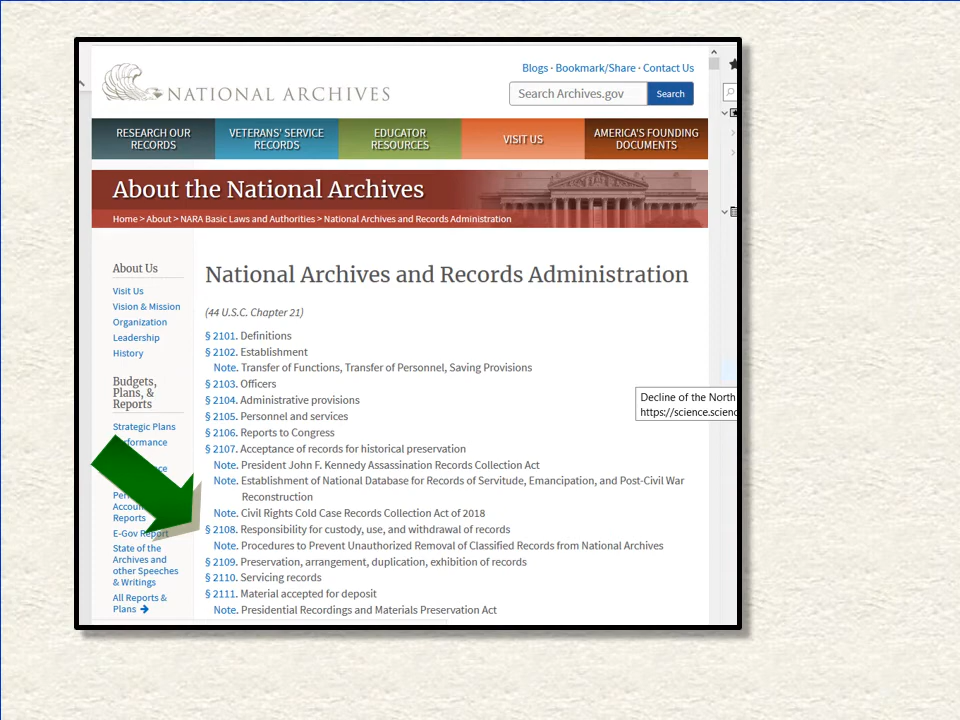 Blogs · Bookmark/Share · Contact Us
NATIONAL ARCHIVES
Search Archives.gov
Search
RESEARCH OUR
RECORDS
VETERANS' SERVICE
RECORDS
EDUCATOR
RESOURCES
VISIT US
AMERICA'S FOUNDING
DOCUMENTS
About the National Archives
Home > About > NARA Basic Laws and Authorities > National Archives and Records Administration
About Us
Visit Us
Vision & Mission
Organization
Leadership
History
Budgets,
Plans, &
Reports
Strategic Plans
Reports
E-Gov Report
State of the
Archives and
other Speeches
& Writings
All Reports &
Plans →
National Archives and Records Administration
(44 U.S.C. Chapter 21)
§ 2101. Definitions
§ 2102. Establishment
Note. Transfer of Functions, Transfer of Personnel, Saving Provisions
§ 2103. Officers
§ 2104. Administrative provisions
§ 2105. Personnel and services
§ 2106. Reports to Congress
§ 2107. Acceptance of records for historical preservation
Note. President John F. Kennedy Assassination Records Collection Act
Note. Establishment of National Database for Records of Servitude, Emancipation, and Post-Civil War
Reconstruction
Note. Civil Rights Cold Case Records Collection Act of 2018
§ 2108. Responsibility for custody, use, and withdrawal of records
Note. Procedures to Prevent Unauthorized Removal of Classified Records from National Archives
§ 2109. Preservation, arrangement, duplication, exhibition of records
§ 2110. Servicing records
§ 2111. Material accepted for deposit
Note. Presidential Recordings and Materials Preservation Act
Decline of the North
https://science.scienc